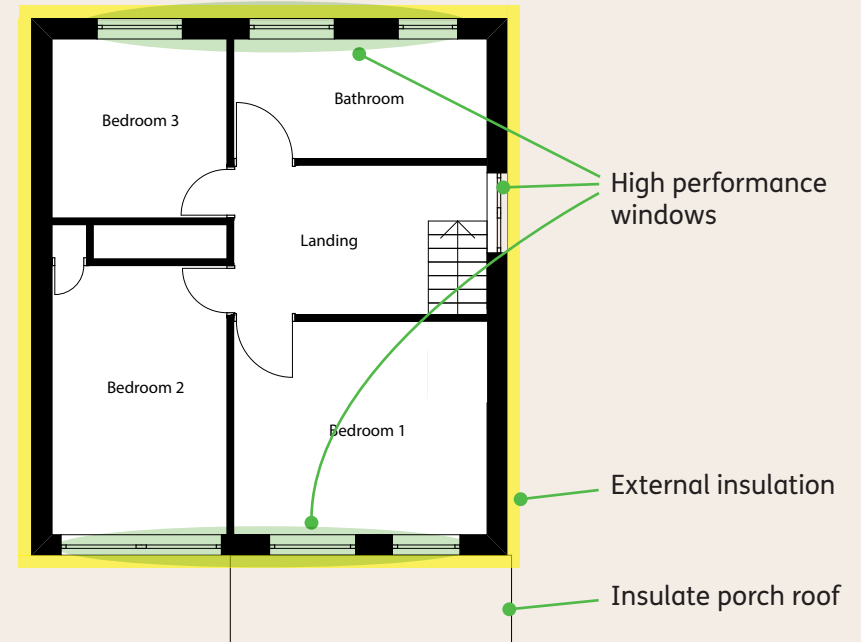 Bedroom 3
Bathroom
High performance
windows
Landing
Bedroom 2
Bedroom 1
External insulation
Insulate porch roof